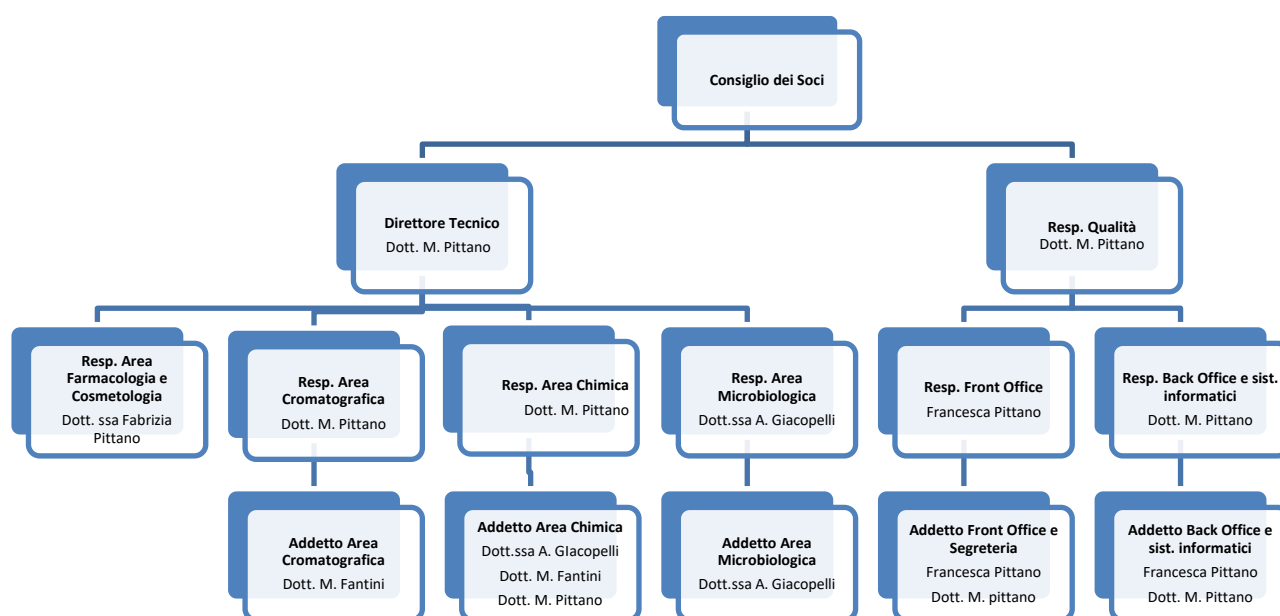 Consiglio dei Soci
Direttore Tecnico
Dott. M. Pittano
Resp. Qualità
Dott. M. Pittano
Resp. Area
Farmacologia e
Cosmetologia
Dott. ssa Fabrizia
Pittano
Resp. Area
Cromatografica
Dott. M. Pittano
Resp. Area Chimica
Dott. M. Pittano
Resp. Area
Microbiologica
Dott.ssa A. Giacopelli
Resp. Front Office
Francesca Pittano
Resp. Back Office e sist.
informatici
Dott. M. Pittano
Addetto Area
Cromatografica
Dott. M. Fantini
Addetto Area Chimica
Dott.ssa A. GIacopelli
Dott. M. Fantini
Dott. M. Pittano
Addetto Area
Microbiologica
Dott.ssa A. Giacopelli
Addetto Front Office e
Segreteria
Francesca Pittano
Dott. M. pittano
Addetto Back Office e
sist. informatici
Francesca Pittano
Dott. M. Pittano